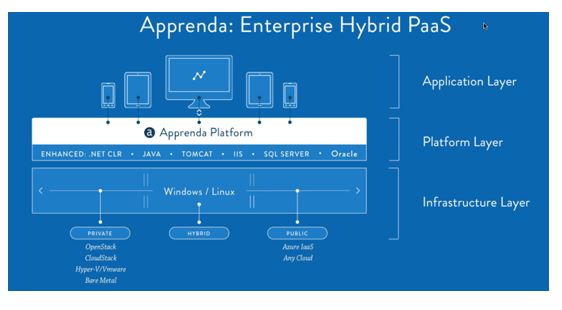 Apprenda: Enterprise Hybrid PaaS
Application Layer
a Apprenda Platform
ENHANCED: .NET CLR • JAVA • TOMCAT • IIS • SQL SERVER • Oracle
Platform Layer
Windows / Linux
Infrastructure Layer
PRIVATE
HYBRID
PUBLIC
OpenStack
CloudStack
Hyper-V/Vmware
Bare Metal
Azure IaaS
Any Cloud